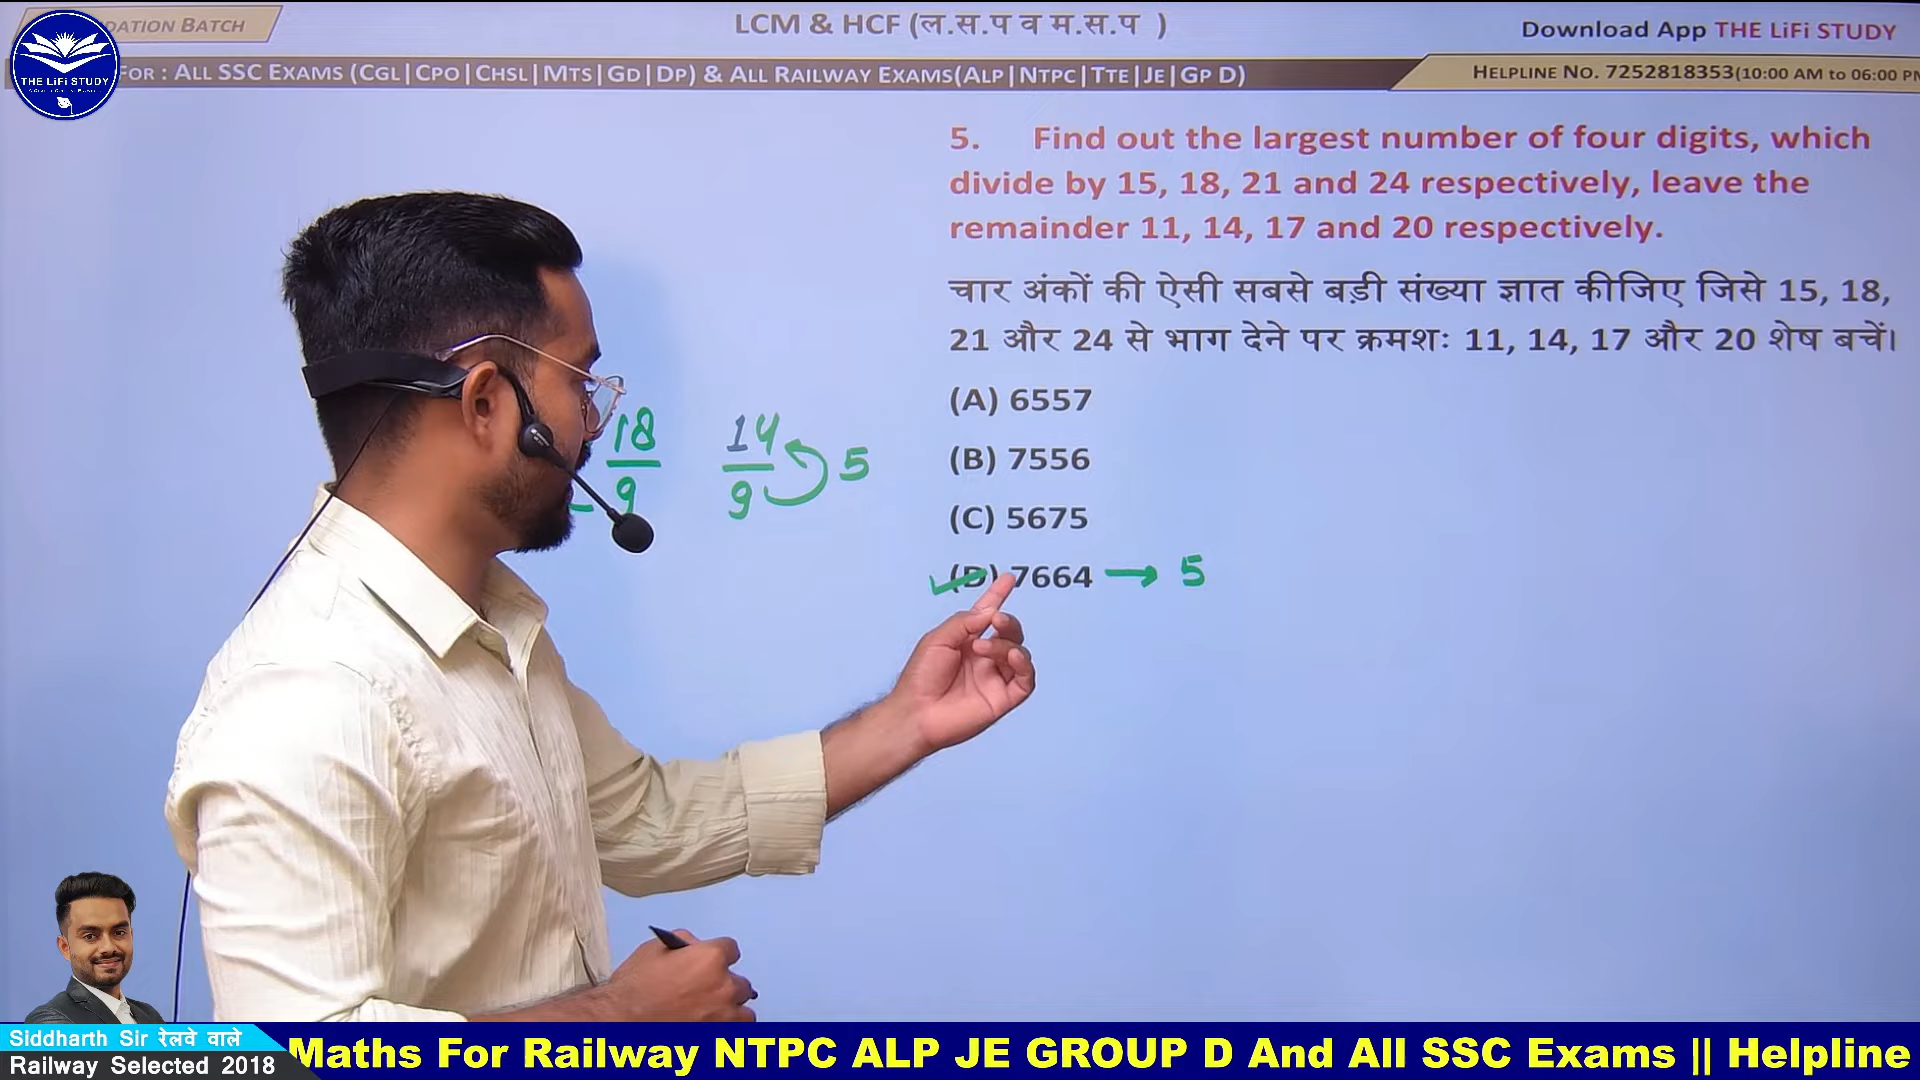 DATION BATCH
LCM & HCF (ल.स.प व म.स.प )
Download App THE LiFi STUDY
THE LiFi STUDY
FOR : ALL SSC EXAMS (CGL|CPO|CHSL|MTS|GD|DP) & ALL RAILWAY EXAMS(ALP|NTPC|TTE|JE|GP D)
HELPLINE NO. 7252818353(10:00 AM TO 06:00 PM
5. Find out the largest number of four digits, which
divide by 15, 18, 21 and 24 respectively, leave the
remainder 11, 14, 17 and 20 respectively.
चार अंकों की ऐसी सबसे बड़ी संख्या ज्ञात कीजिए जिसे 15, 18,
21 और 24 से भाग देने पर क्रमशः 11, 14, 17 और 20 शेष बचें।
(A) 6557
(B) 7556
(C) 5675
(D) 7664 → 5
18 14
9 9 5
Siddharth Sir रेलवे वाले
Railway Selected 2018
Maths For Railway NTPC ALP JE GROUP D And All SSC Exams || Helpline